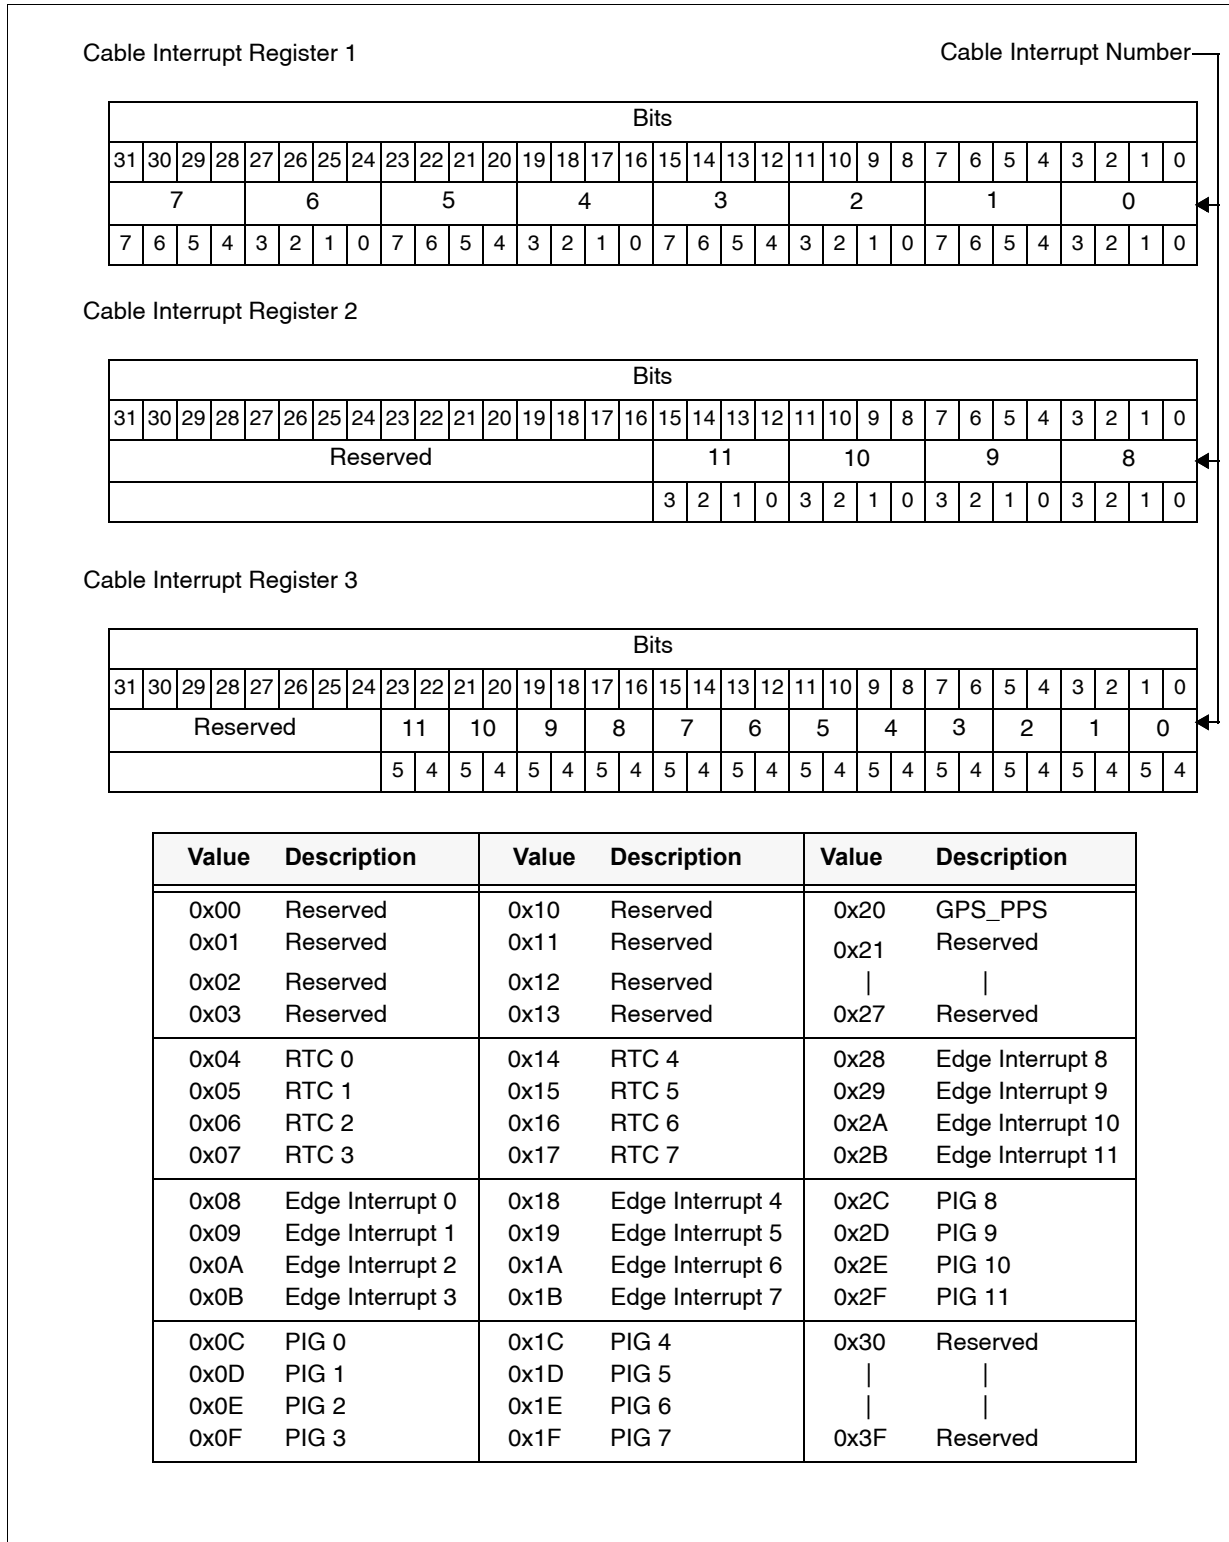 Cable Interrupt Register 1 Cable Interrupt Number
Bits
31 30 29 28 27 26 25 24 23 22 21 20 19 18 17 16 15 14 13 12 11 10 9 8 7 6 5 4 3 2 1 0
7 6 5 4 3 2 1 0
7 6 5 4 3 2 1 0 7 6 5 4 3 2 1 0 7 6 5 4 3 2 1 0 7 6 5 4 3 2 1 0
Cable Interrupt Register 2
Bits
31 30 29 28 27 26 25 24 23 22 21 20 19 18 17 16 15 14 13 12 11 10 9 8 7 6 5 4 3 2 1 0
Reserved 11 10 9 8
3 2 1 0 3 2 1 0 3 2 1 0 3 2 1 0
Cable Interrupt Register 3
Bits
31 30 29 28 27 26 25 24 23 22 21 20 19 18 17 16 15 14 13 12 11 10 9 8 7 6 5 4 3 2 1 0
Reserved 11 10 9 8 7 6 5 4 3 2 1 0
5 4 5 4 5 4 5 4 5 4 5 4 5 4 5 4 5 4 5 4 5 4 5 4
Value Description Value Description Value Description
0x00 Reserved 0x10 Reserved 0x20 GPS_PPS
0x01 Reserved 0x11 Reserved 0x21 Reserved
0x02 Reserved 0x12 Reserved | |
0x03 Reserved 0x13 Reserved 0x27 Reserved
0x04 RTC 0 0x14 RTC 4 0x28 Edge Interrupt 8
0x05 RTC 1 0x15 RTC 5 0x29 Edge Interrupt 9
0x06 RTC 2 0x16 RTC 6 0x2A Edge Interrupt 10
0x07 RTC 3 0x17 RTC 7 0x2B Edge Interrupt 11
0x08 Edge Interrupt 0 0x18 Edge Interrupt 4 0x2C PIG 8
0x09 Edge Interrupt 1 0x19 Edge Interrupt 5 0x2D PIG 9
0x0A Edge Interrupt 2 0x1A Edge Interrupt 6 0x2E PIG 10
0x0B Edge Interrupt 3 0x1B Edge Interrupt 7 0x2F PIG 11
0x0C PIG 0 0x1C PIG 4 0x30 Reserved
0x0D PIG 1 0x1D PIG 5 | |
0x0E PIG 2 0x1E PIG 6 | |
0x0F PIG 3 0x1F PIG 7 0x3F Reserved